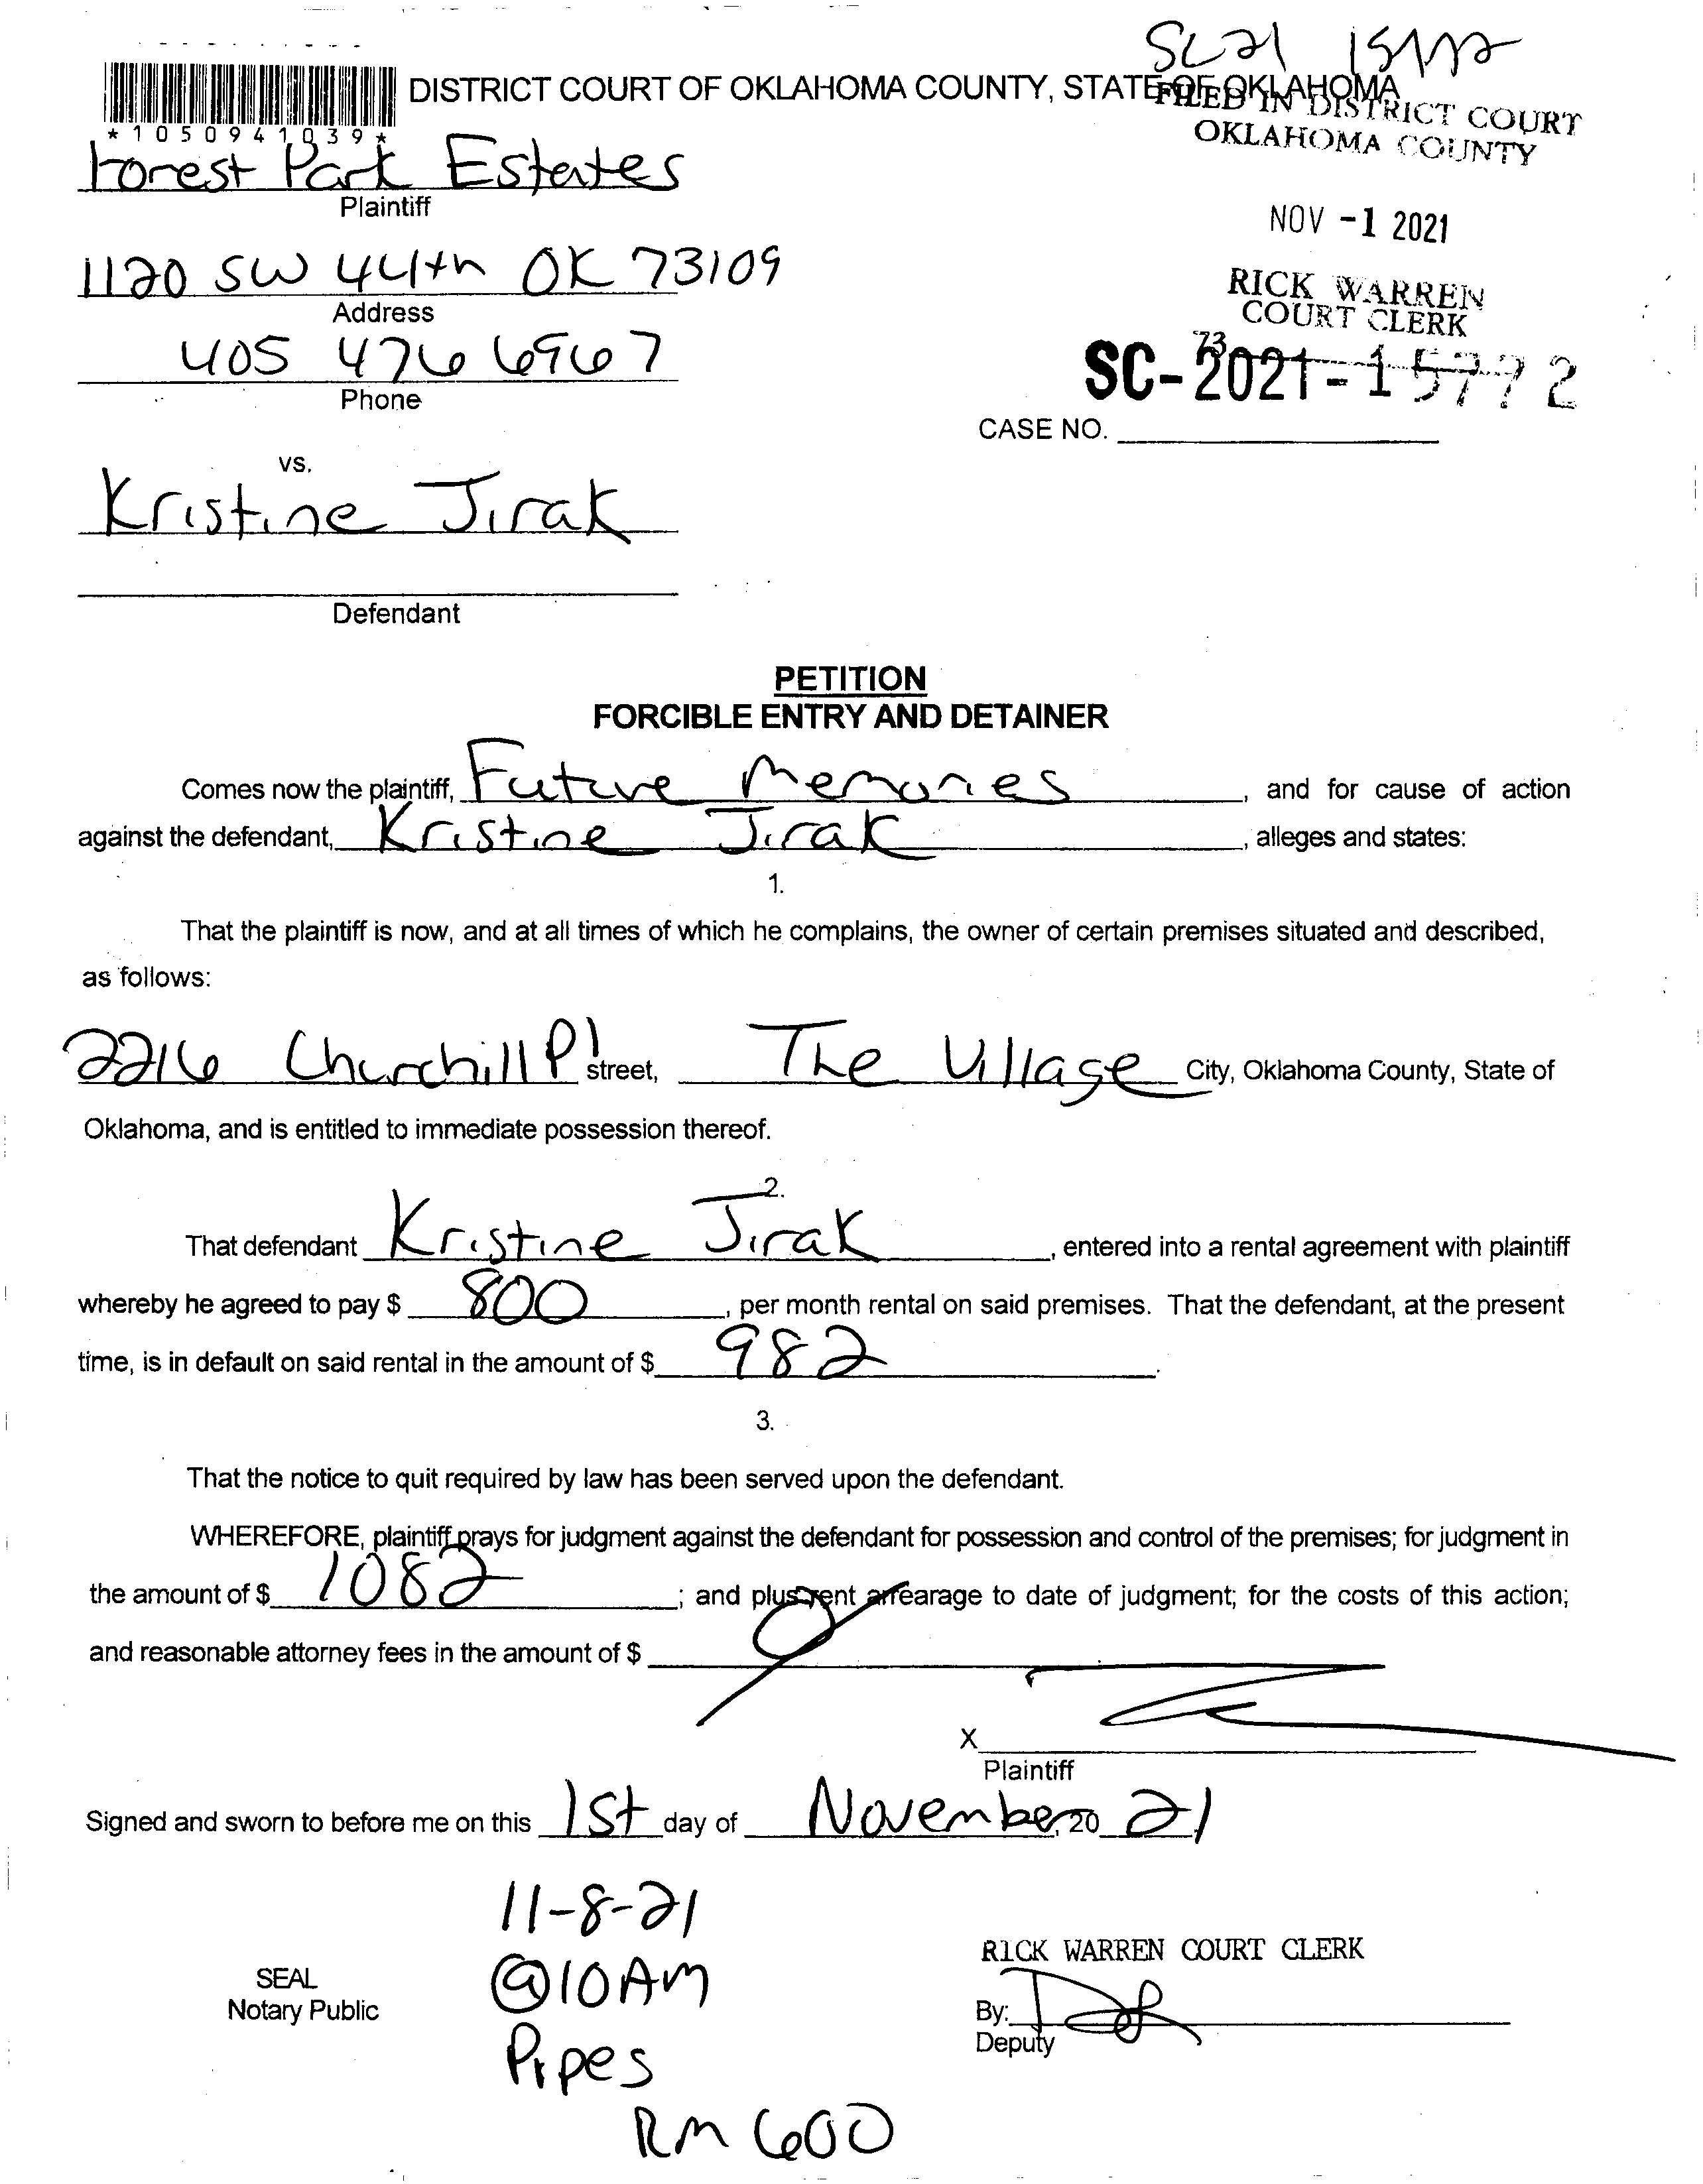 SC21 15772
DISTRICT COURT OF OKLAHOMA COUNTY, STATE OF OKLAHOMA
FILED IN DISTRICT COURT
OKLAHOMA COUNTY
*1050941039*
Forest Park Estates
Plaintiff
NOV -1 2021
1120 SW 44th OK 73109
Address
RICK WARREN
COURT CLERK
405 476 6967
Phone
73
SC-2021-15772
CASE NO.
vs.
Kristine Jirak
Defendant
PETITION
FORCIBLE ENTRY AND DETAINER
Comes now the plaintiff, Future Memories, and for cause of action
against the defendant, Kristine Jirak, alleges and states:
1.
That the plaintiff is now, and at all times of which he complains, the owner of certain premises situated and described,
as follows:
2216 Churchill Pl street, The Village City, Oklahoma County, State of
Oklahoma, and is entitled to immediate possession thereof.
2.
That defendant Kristine Jirak, entered into a rental agreement with plaintiff
whereby he agreed to pay $ 800, per month rental on said premises. That the defendant, at the present
time, is in default on said rental in the amount of $ 982.
3.
That the notice to quit required by law has been served upon the defendant.
WHEREFORE, plaintiff prays for judgment against the defendant for possession and control of the premises; for judgment in
the amount of $ 1082; and plus rent arrearage to date of judgment; for the costs of this action;
and reasonable attorney fees in the amount of $ 0
X
Plaintiff
Signed and sworn to before me on this 1st day of November, 20 21
11-8-21
@10AM
Pipes
RM 600
SEAL
Notary Public
RICK WARREN COURT CLERK
By:
Deputy